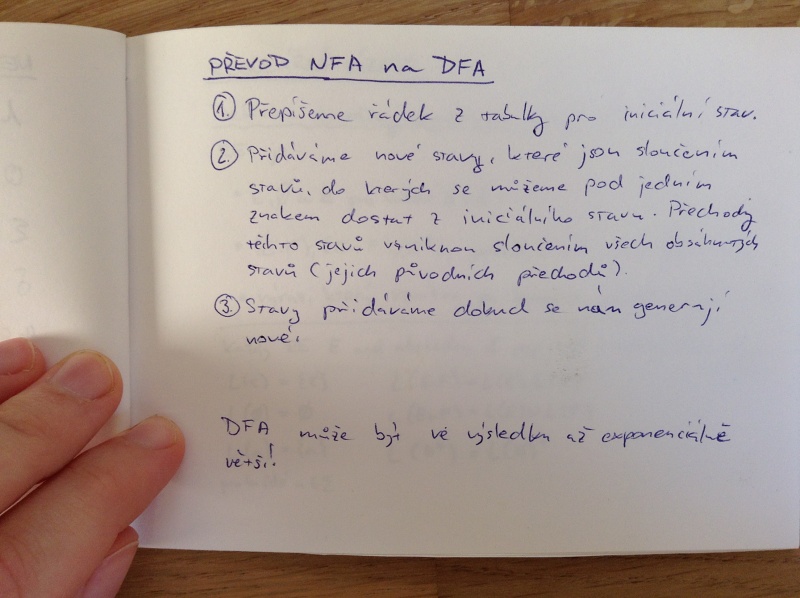 PŘEVOD NFA na DFA
1. Přepíšeme řádek z tabulky pro iniciální stav.
2. Přidáváme nové stavy, které jsou sloučením
stavů, do kterých se můžeme pod jedním
znakem dostat z iniciálního stavu. Přechody
těchto stavů vzniknou sloučením všech obsáhnutých
stavů (jejich původních přechodů).
3. Stavy přidáváme dokud se nám generují
nové.
DFA může být ve výsledku až exponenciálně
větší!